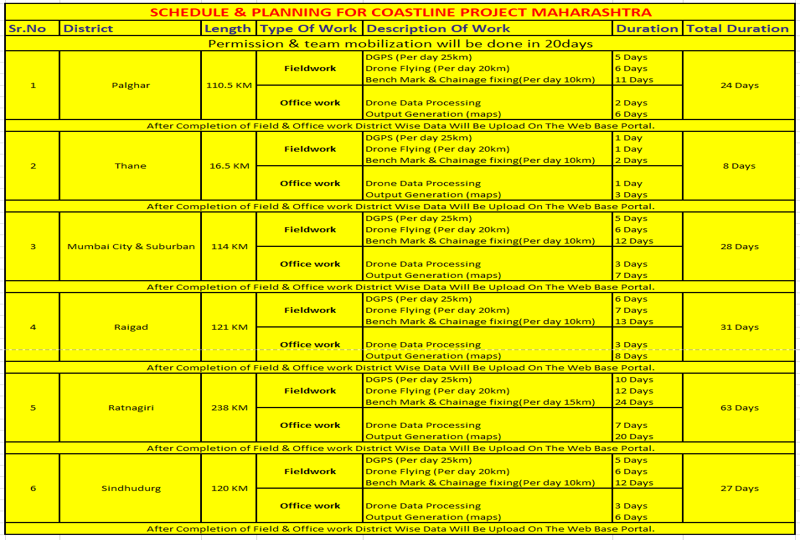 SCHEDULE & PLANNING FOR COASTLINE PROJECT MAHARASHTRA
Sr.No District Length Type Of Work Description Of Work Duration Total Duration
Permission & team mobilization will be done in 20days
DGPS (Per day 25km) 5 Days
Fieldwork Drone Flying (Per day 20km) 6 Days
Bench Mark & Chainage fixing(Per day 10km) 11 Days
1 Palghar 110.5 KM 24 Days
Office work Drone Data Processing 2 Days
Output Generation (maps) 6 Days
After Completion of Field & Office work District Wise Data Will Be Upload On The Web Base Portal.
DGPS (Per day 25km) 1 Day
Fieldwork Drone Flying (Per day 20km) 1 Day
Bench Mark & Chainage fixing(Per day 10km) 2 Days
2 Thane 16.5 KM 8 Days
Office work Drone Data Processing 1 Day
Output Generation (maps) 3 Days
After Completion of Field & Office work District Wise Data Will Be Upload On The Web Base Portal.
DGPS (Per day 25km) 5 Days
Fieldwork Drone Flying (Per day 20km) 6 Days
Bench Mark & Chainage fixing(Per day 10km) 12 Days
3 Mumbai City & Suburban 114 KM 28 Days
Office work Drone Data Processing 3 Days
Output Generation (maps) 7 Days
After Completion of Field & Office work District Wise Data Will Be Upload On The Web Base Portal.
DGPS (Per day 25km) 6 Days
Fieldwork Drone Flying (Per day 20km) 7 Days
Bench Mark & Chainage fixing(Per day 10km) 13 Days
4 Raigad 121 KM 31 Days
Office work Drone Data Processing 3 Days
Output Generation (maps) 8 Days
After Completion of Field & Office work District Wise Data Will Be Upload On The Web Base Portal.
DGPS (Per day 25km) 10 Days
Fieldwork Drone Flying (Per day 20km) 12 Days
Bench Mark & Chainage fixing(Per day 15km) 24 Days
5 Ratnagiri 238 KM 63 Days
Office work Drone Data Processing 7 Days
Output Generation (maps) 20 Days
After Completion of Field & Office work District Wise Data Will Be Upload On The Web Base Portal.
DGPS (Per day 25km) 5 Days
Fieldwork Drone Flying (Per day 20km) 6 Days
Bench Mark & Chainage fixing(Per day 10km) 12 Days
6 Sindhudurg 120 KM 27 Days
Office work Drone Data Processing 3 Days
Output Generation (maps) 6 Days
After Completion of Field & Office work District Wise Data Will Be Upload On The Web Base Portal.